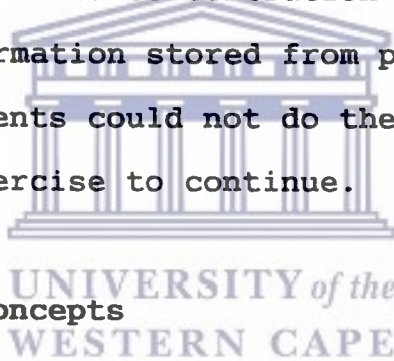 rmation stored from p
ents could not do the
ercise to continue.
UNIVERSITY of the
oncepts
WESTERN CAPE